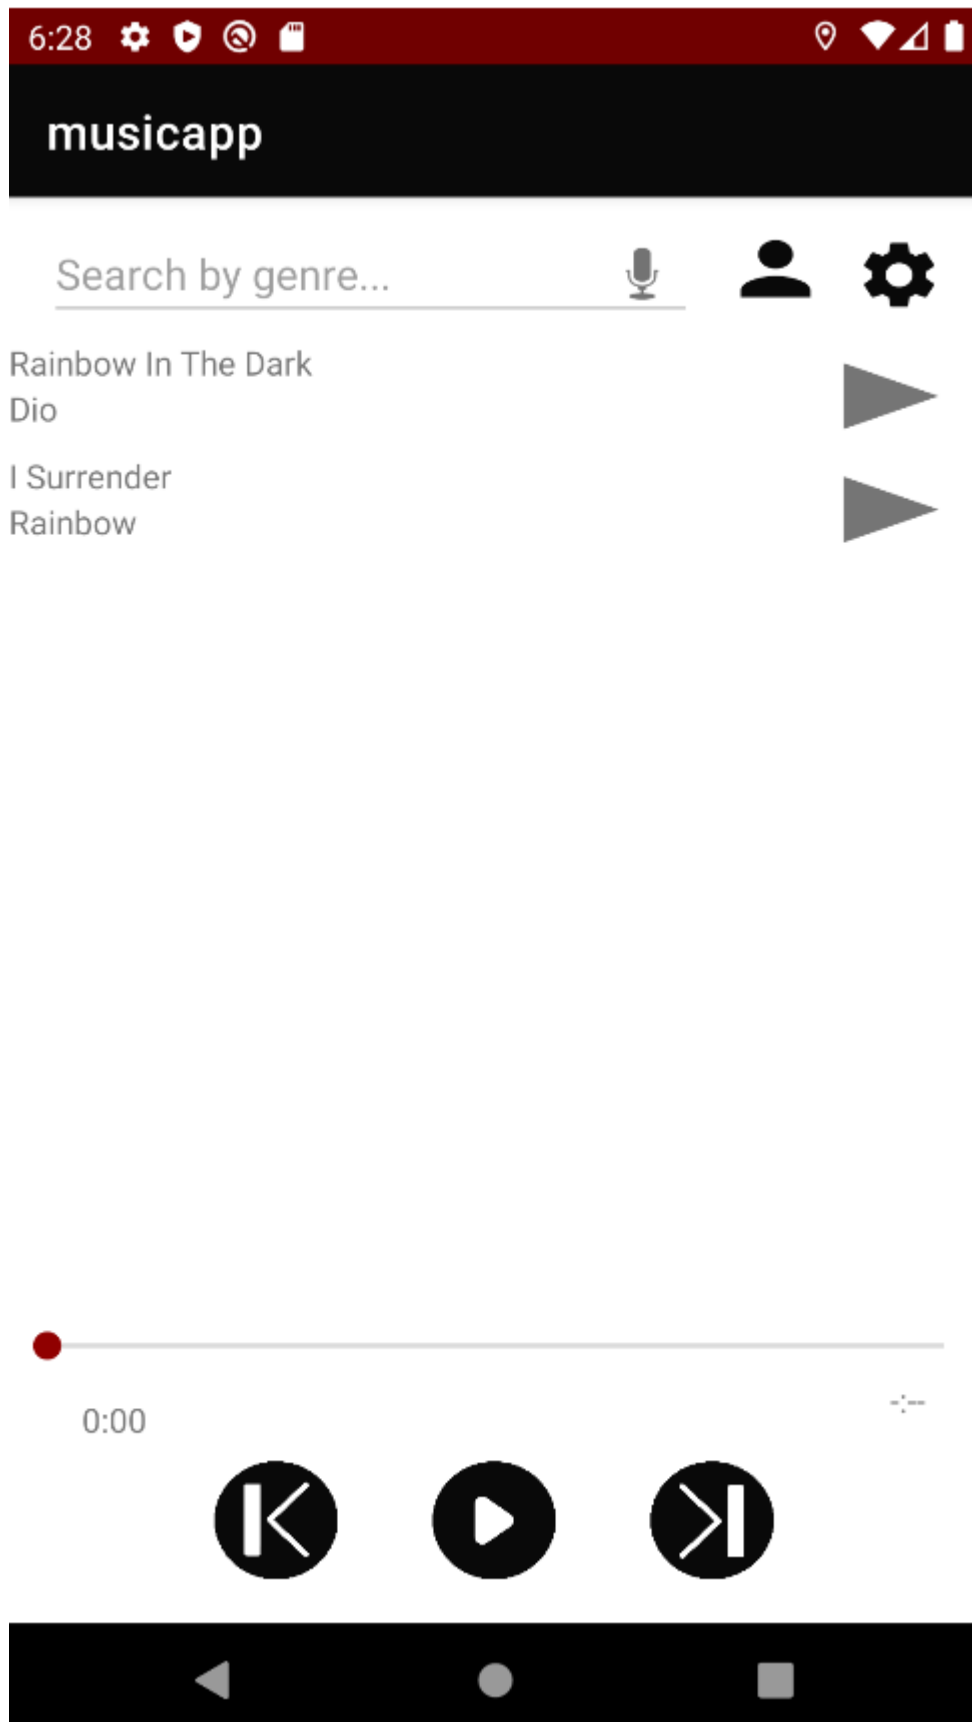 6:28
musicapp
Search by genre...
Rainbow In The Dark
Dio
I Surrender
Rainbow
0:00
-:--